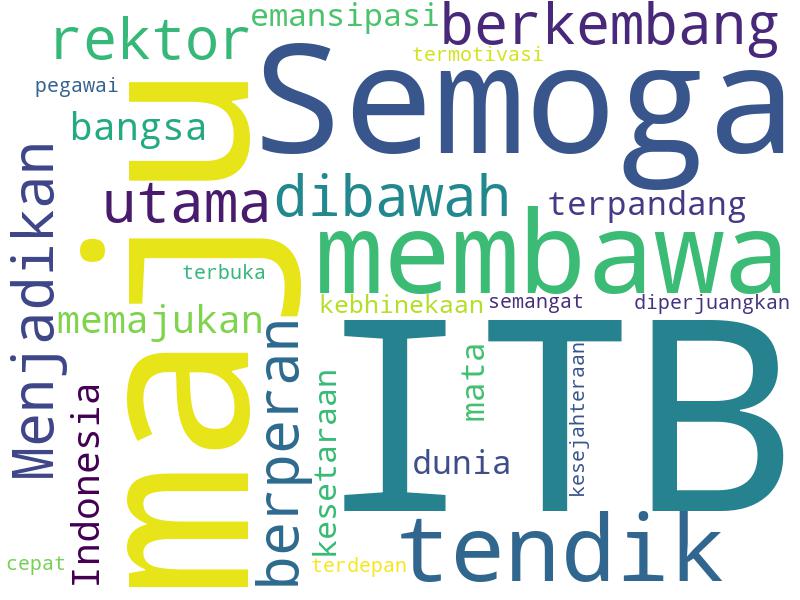 emansipasi
berkembang
rektor
termotivasi
Semoga
pegawai
maju
bangsa
Menjadikan
utama
dibawah
terpandang
membawa
terbuka
memajukan
kebhinekaan
semangat
diperjuangkan
ITB
berperan
mata
kesejahteraan
kesetaraan
Indonesia
dunia
tendik
cepat
terdepan